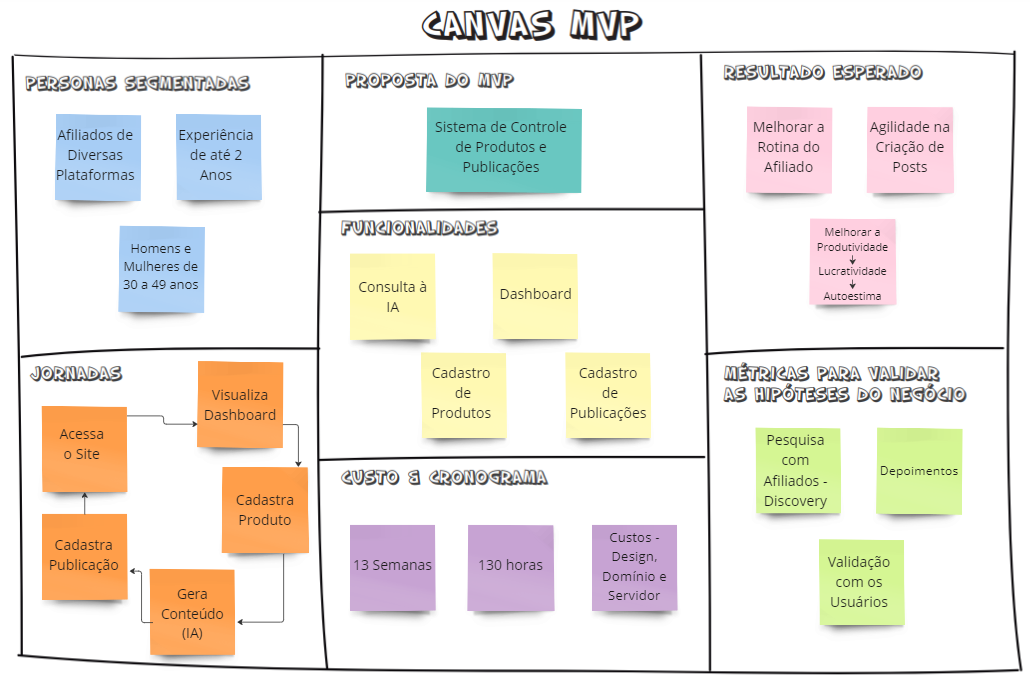 CANVAS MVP
PERSONAS SEGMENTADAS
Afiliados de
Diversas
Plataformas
Experiência
de até 2
Anos
Homens e
Mulheres de
30 a 49 anos
PROPOSTA DO MVP
Sistema de Controle
de Produtos e
Publicações
FUNCIONALIDADES
Consulta à
IA
Dashboard
Cadastro
de
Produtos
Cadastro
de
Publicações
RESULTADO ESPERADO
Melhorar a
Rotina do
Afiliado
Agilidade na
Criação de
Posts
Melhorar a
Produtividade
Lucratividade
Autoestima
JORNADAS
Acessa
o Site
Visualiza
Dashboard
Cadastra
Produto
Gera
Conteúdo
(IA)
Cadastra
Publicação
CUSTO & CRONOGRAMA
13 Semanas
130 horas
Custos -
Design,
Domínio e
Servidor
MÉTRICAS PARA VALIDAR
AS HIPÓTESES DO NEGÓCIO
Pesquisa
com
Afiliados -
Discovery
Depoimentos
Validação
com os
Usuários